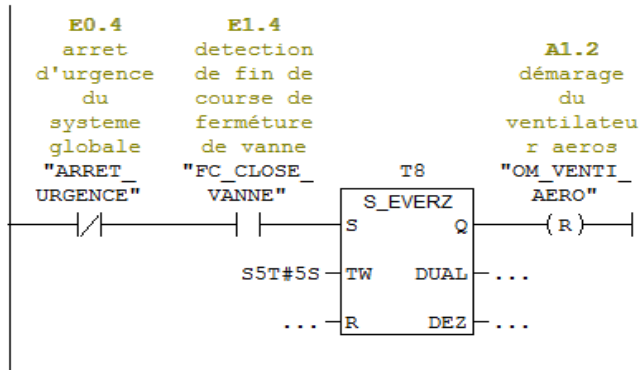 E0.4 E1.4
arret detection A1.2
d'urgence de fin de démarage
du course de du
systeme ferméture ventilateu
globale de vanne r aeros
"ARRET_ "FC_CLOSE_ T8 "OM_VENTI_
URGENCE" VANNE" S_EVERZ AERO"
S Q R
S5T#5S TW DUAL ...
... R DEZ ...